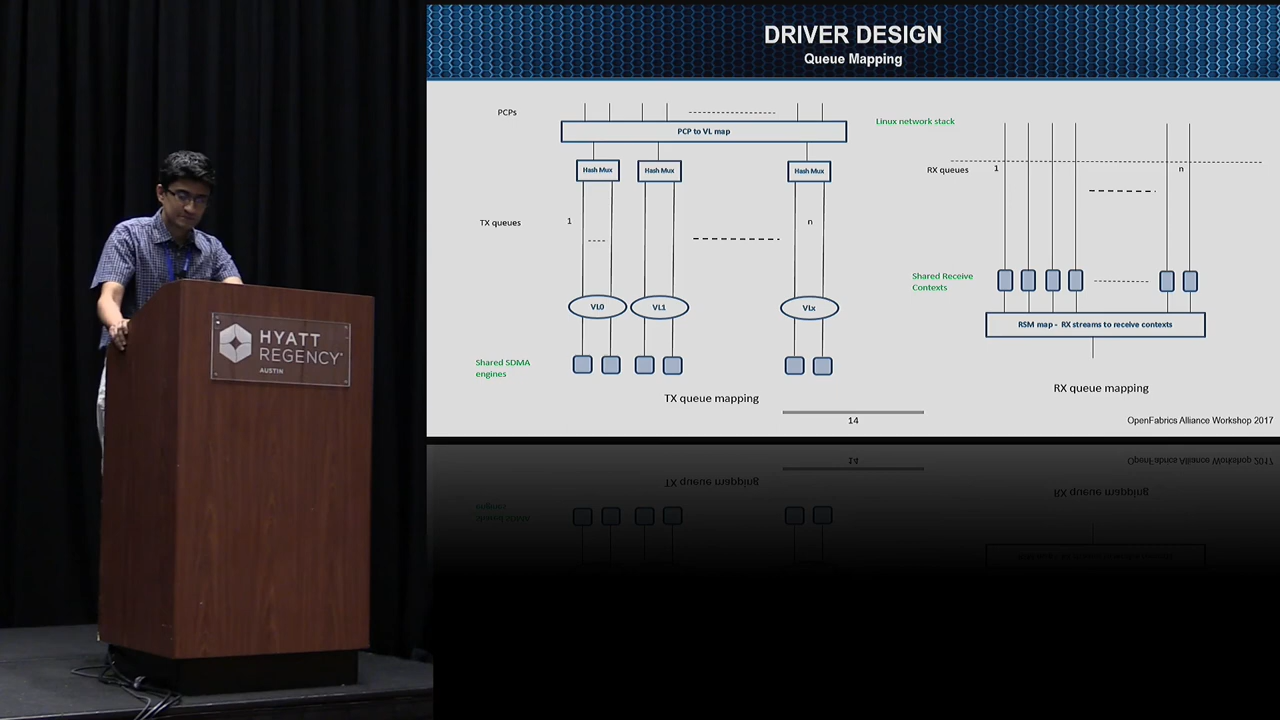 DRIVER DESIGN
Queue Mapping
PCPs
PCP to VL map
Hash Mux
Hash Mux
Hash Mux
TX queues
1
n
VL0
VL1
VLx
Shared SDMA
engines
TX queue mapping
Linux network stack
RX queues
1
n
Shared Receive
Contexts
RSM map - RX streams to receive contexts
RX queue mapping
14
OpenFabrics Alliance Workshop 2017
HYATT
REGENCY
AUSTIN